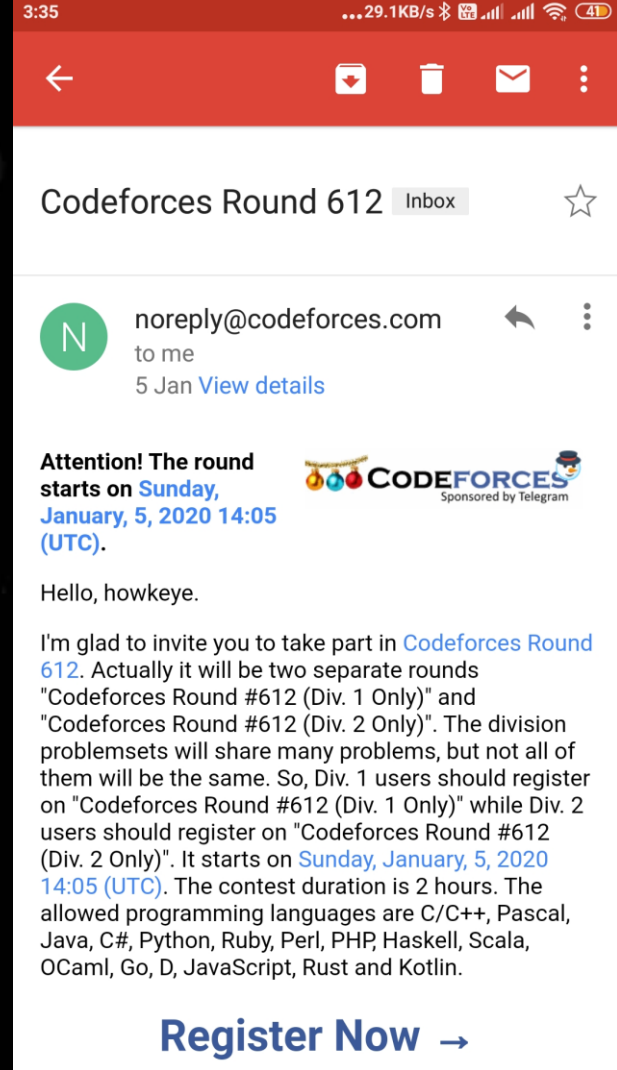 3:35 ...29.1KB/s Vo LTE 41
Codeforces Round 612 Inbox
N noreply@codeforces.com
to me
5 Jan View details
Attention! The round
starts on Sunday,
January, 5, 2020 14:05
(UTC).
CODEFORCES
Sponsored by Telegram
Hello, howkeye.
I'm glad to invite you to take part in Codeforces Round
612. Actually it will be two separate rounds
"Codeforces Round #612 (Div. 1 Only)" and
"Codeforces Round #612 (Div. 2 Only)". The division
problemsets will share many problems, but not all of
them will be the same. So, Div. 1 users should register
on "Codeforces Round #612 (Div. 1 Only)" while Div. 2
users should register on "Codeforces Round #612
(Div. 2 Only)". It starts on Sunday, January, 5, 2020
14:05 (UTC). The contest duration is 2 hours. The
allowed programming languages are C/C++, Pascal,
Java, C#, Python, Ruby, Perl, PHP, Haskell, Scala,
OCaml, Go, D, JavaScript, Rust and Kotlin.
Register Now →